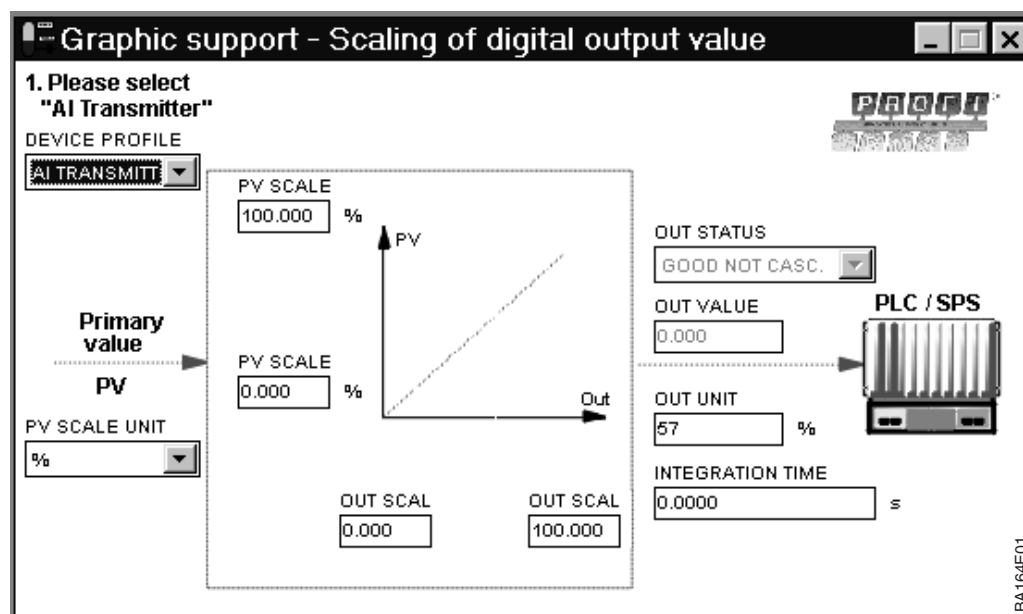 Graphic support - Scaling of digital output value
1. Please select
"AI Transmitter"
DEVICE PROFILE
AI TRANSMITT
PV SCALE
100.000 %
PV
Primary
value
PV
PV SCALE
0.000 %
Out
PV SCALE UNIT
%
OUT SCAL
0.000
OUT SCAL
100.000
PROFI
OUT STATUS
GOOD NOT CASC.
OUT VALUE
0.000
PLC / SPS
OUT UNIT
57 %
INTEGRATION TIME
0.0000 s
BA164E01